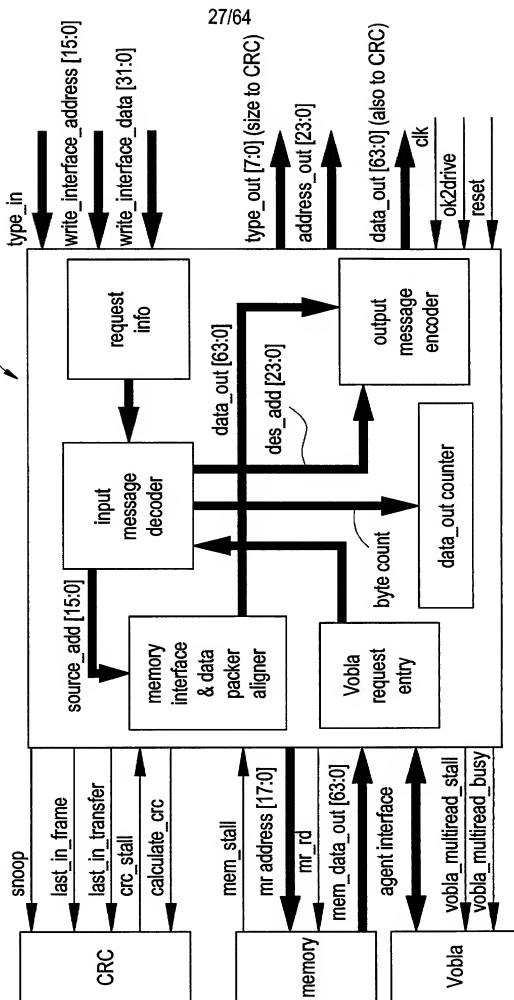 27/64
type_in
write_interface_address [15:0]
write_interface_data [31:0]
type_out [7:0] (size to CRC)
address_out [23:0]
data_out [63:0] (also to CRC)
clk
ok2drive
reset
request
info
output
message
encoder
data_out [63:0]
des_add [23:0]
input
message
decoder
byte count
data_out counter
source_add [15:0]
memory
interface
& data
packer
aligner
Vobla
request
entry
snoop
last_in_frame
last_in_transfer
crc_stall
calculate_crc
mem_stall
mr address [17:0]
mr_rd
mem_data_out [63:0]
agent interface
vobla_multiread_stall
vobla_multiread_busy
CRC
memory
Vobla